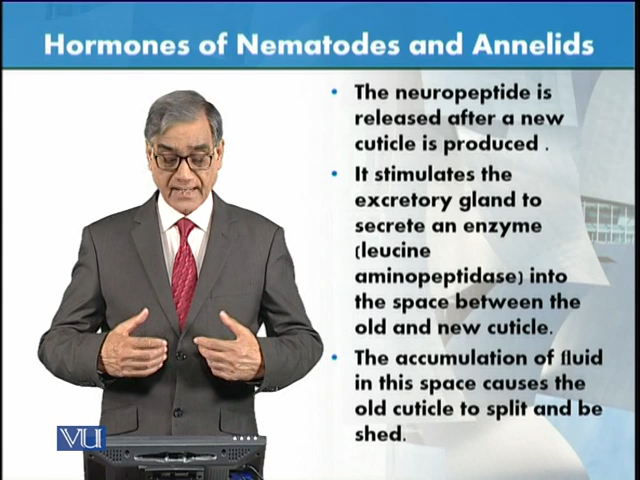 Hormones of Nematodes and Annelids
• The neuropeptide is
released after a new
cuticle is produced .
• It stimulates the
excretory gland to
secrete an enzyme
(leucine
aminopeptidase) into
the space between the
old and new cuticle.
• The accumulation of fluid
in this space causes the
old cuticle to split and be
shed.
VU